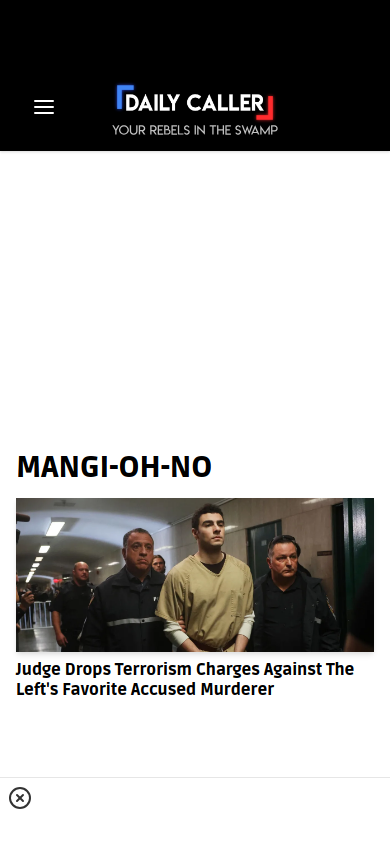 DAILY CALLER
YOUR REBELS IN THE SWAMP
MANGI-OH-NO
Judge Drops Terrorism Charges Against The
Left's Favorite Accused Murderer